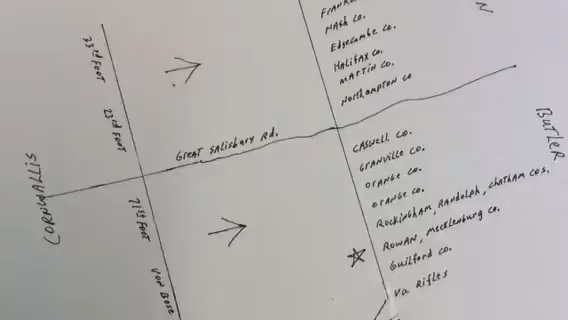 33rd FOOT
23rd FOOT
CORNWALLIS
71st FOOT
VON BOSE
GREAT SALISBURY Rd.
NASH CO.
EDGECOMBE CO.
HALIFAX CO.
MARTIN CO.
NORTHAMPTON CO
CASWELL CO.
GRANVILLE CO.
ORANGE CO.
ORANGE CO.
ROCKINGHAM, RANDOLPH, CHATHAM COS.
ROWAN, MECKLENBURG CO.
GUILFORD CO.
Va RIFLES
BUTLER